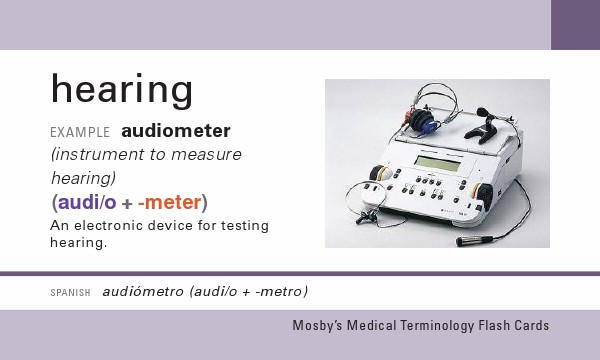 hearing
EXAMPLE audiometer
(instrument to measure
hearing)
(audi/o + -meter)
An electronic device for testing
hearing.
SPANISH audiómetro (audi/o + -metro)
Mosby's Medical Terminology Flash Cards